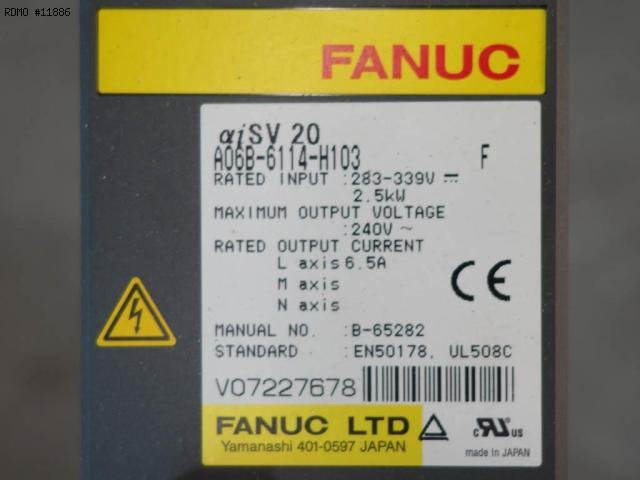 RDMO #11886
FANUC
αiSV 20
A06B-6114-H103 F
RATED INPUT :283-339V ⎓
2.5kW
MAXIMUM OUTPUT VOLTAGE
:240V ~
RATED OUTPUT CURRENT
L axis 6.5A
M axis
N axis
CE
MANUAL NO. :B-65282
STANDARD :EN50178, UL508C
V07227678
FANUC LTD
Yamanashi 401-0597 JAPAN
c RU US
made in JAPAN